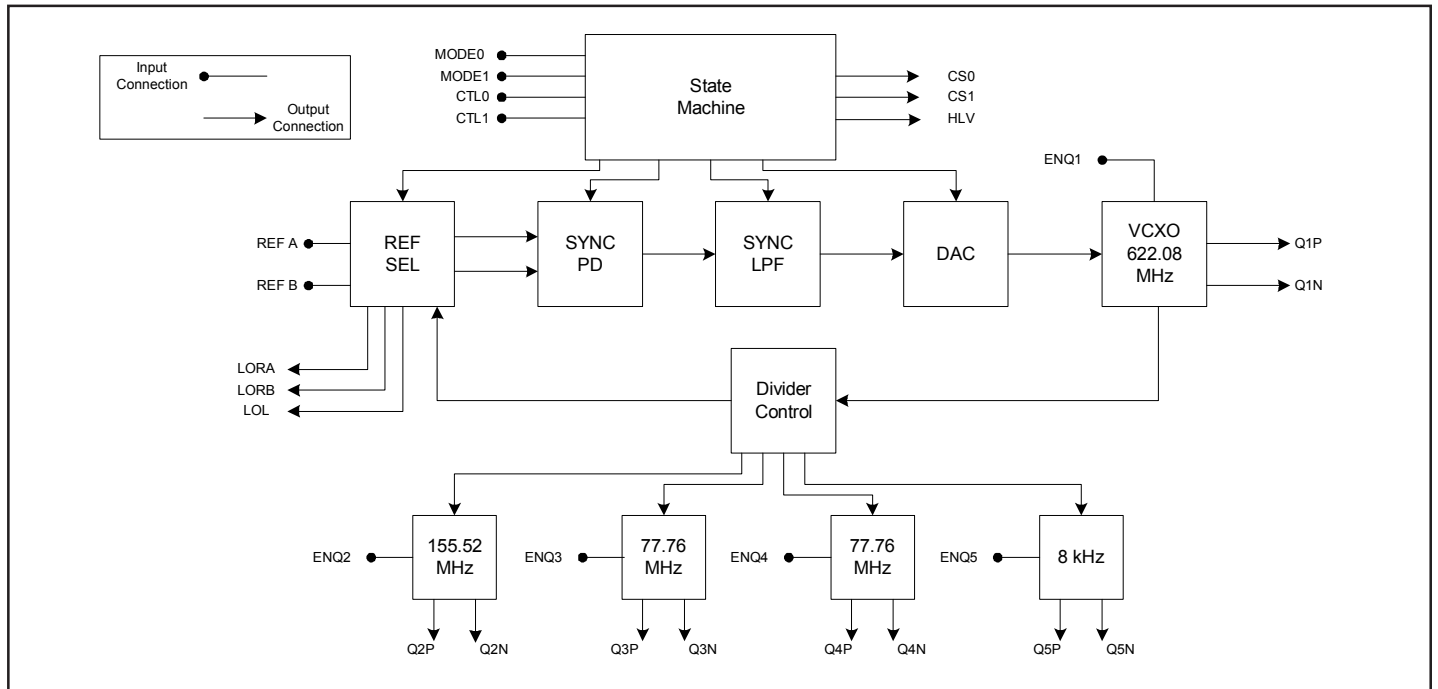 Input
Connection
Output
Connection
MODE0
MODE1
CTL0
CTL1
State
Machine
CS0
CS1
HLV
ENQ1
REF A
REF B
REF
SEL
SYNC
PD
SYNC
LPF
DAC
VCXO
622.08
MHz
Q1P
Q1N
LORA
LORB
LOL
Divider
Control
ENQ2
155.52
MHz
ENQ3
77.76
MHz
ENQ4
77.76
MHz
ENQ5
8 kHz
Q2P
Q2N
Q3P
Q3N
Q4P
Q4N
Q5P
Q5N